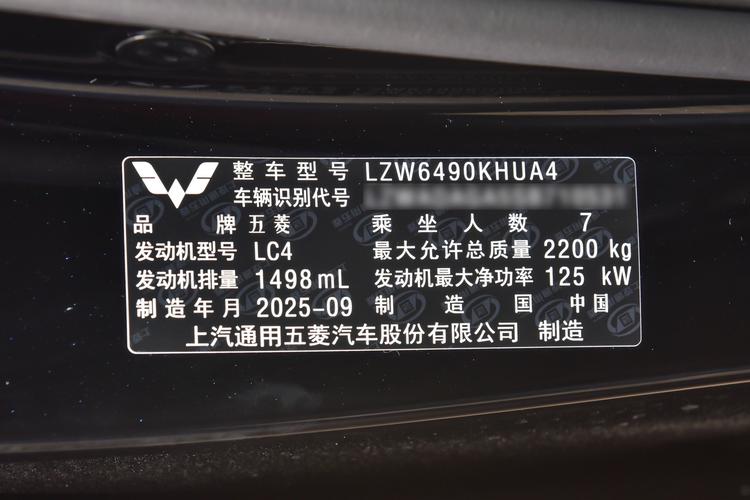 整车型号 LZW6490KHUA4
车辆识别代号
品牌 五菱 乘坐人数 7
发动机型号 LC4 最大允许总质量 2200 kg
发动机排量 1498 mL 发动机最大净功率 125 kW
制造年月 2025-09 制造国 中国
上汽通用五菱汽车股份有限公司 制造